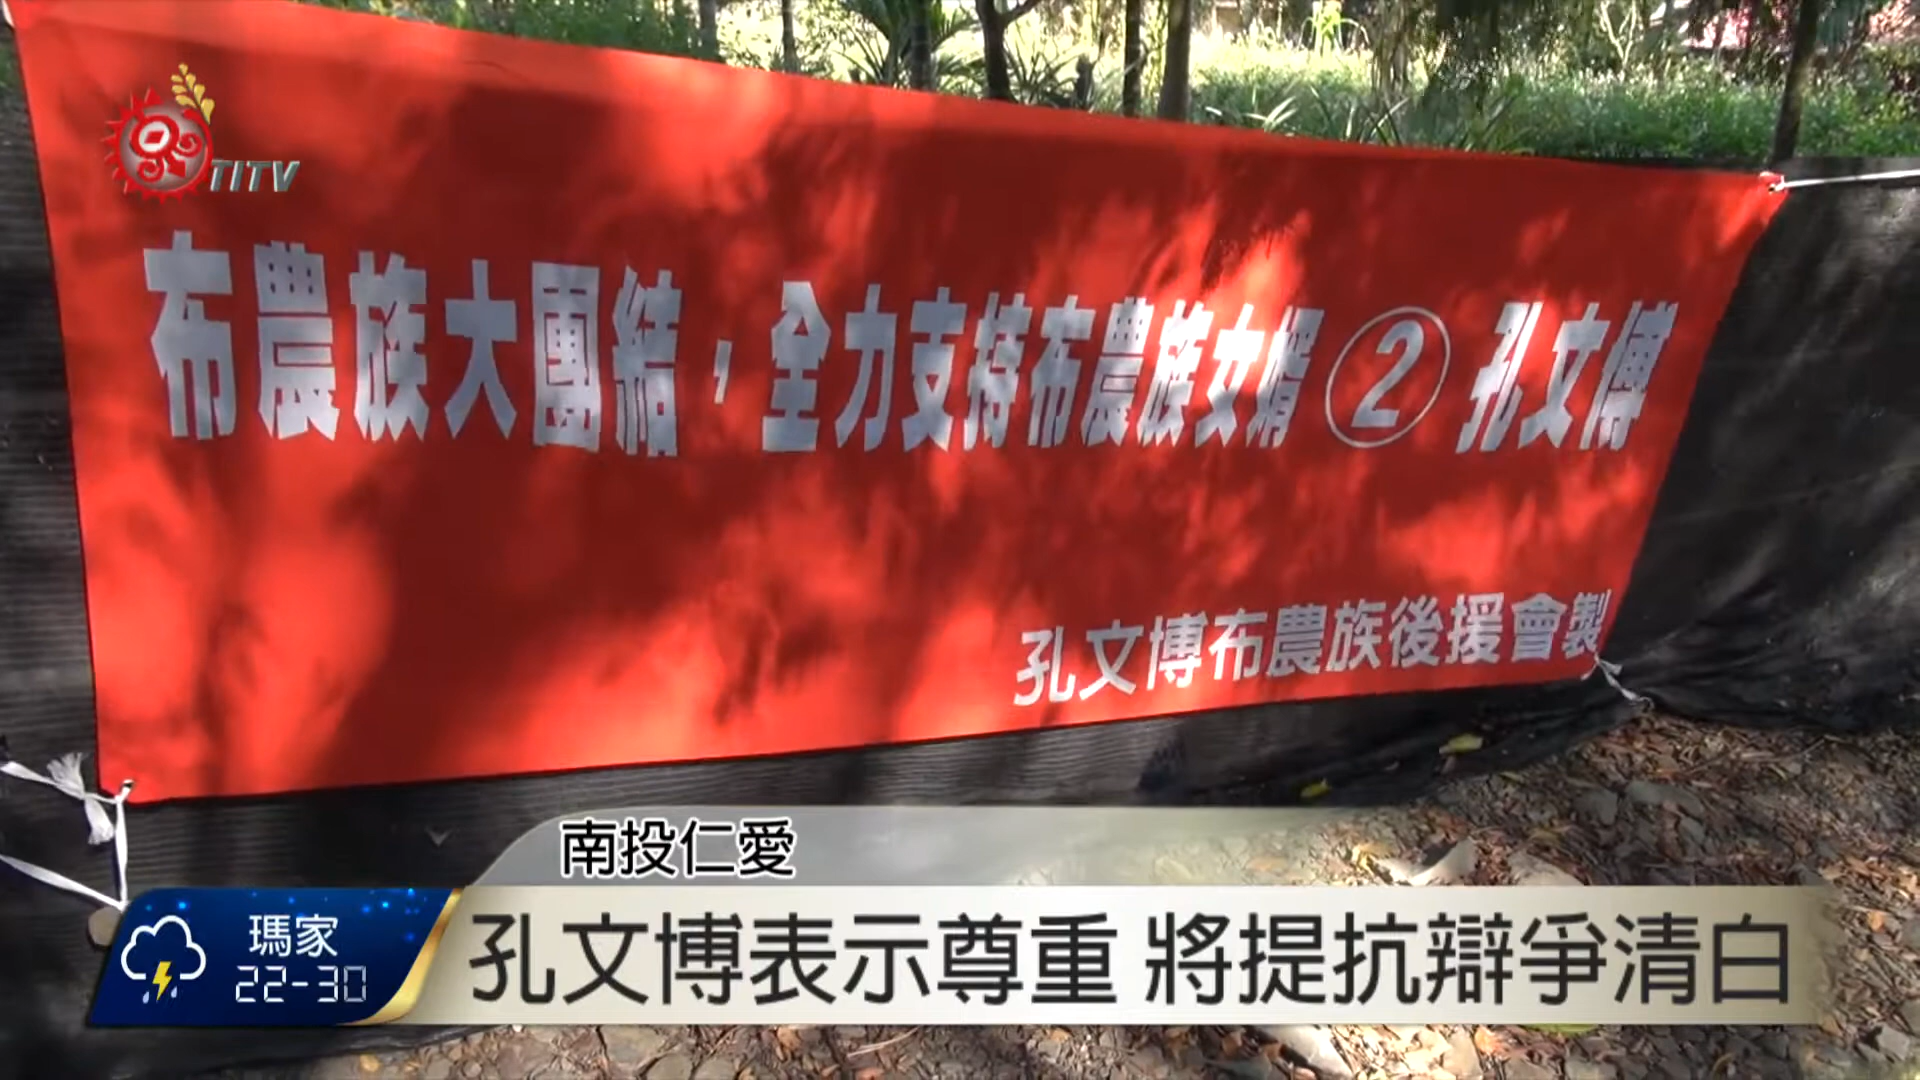 TITV
布農族大團結，全力支持布農族女婿②孔文博
孔文博布農族後援會製
南投仁愛
瑪家
22-30
孔文博表示尊重 將提抗辯爭清白